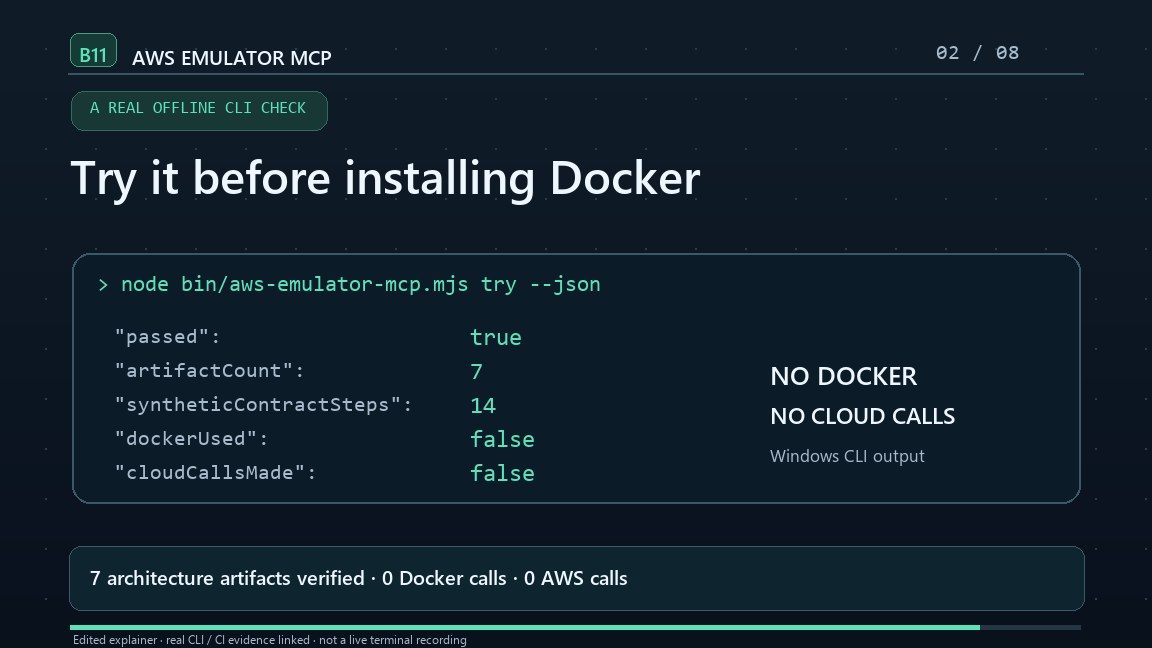 B11 AWS EMULATOR MCP 02 / 08
A REAL OFFLINE CLI CHECK
Try it before installing Docker
> node bin/aws-emulator-mcp.mjs try --json
"passed": true
"artifactCount": 7
"syntheticContractSteps": 14
"dockerUsed": false
"cloudCallsMade": false
NO DOCKER
NO CLOUD CALLS
Windows CLI output
7 architecture artifacts verified · 0 Docker calls · 0 AWS calls
Edited explainer · real CLI / CI evidence linked · not a live terminal recording